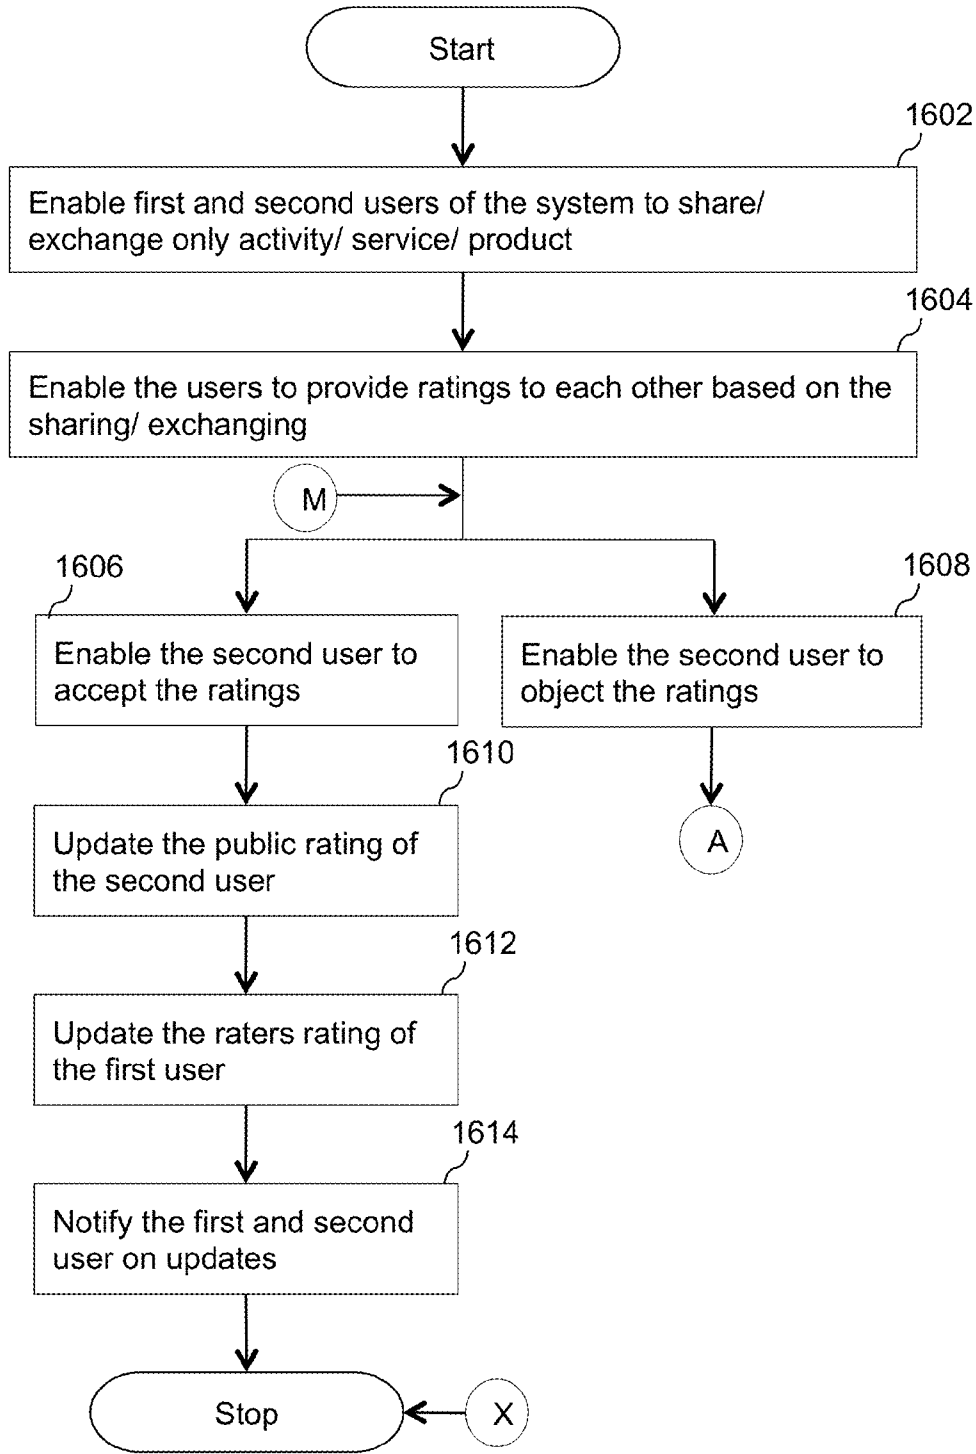 Start
1602
Enable first and second users of the system to share/
exchange only activity/ service/ product
1604
Enable the users to provide ratings to each other based on the
sharing/ exchanging
M
1606
Enable the second user to
accept the ratings
1608
Enable the second user to
object the ratings
1610
Update the public rating of
the second user
A
1612
Update the raters rating of
the first user
1614
Notify the first and second
user on updates
Stop
X